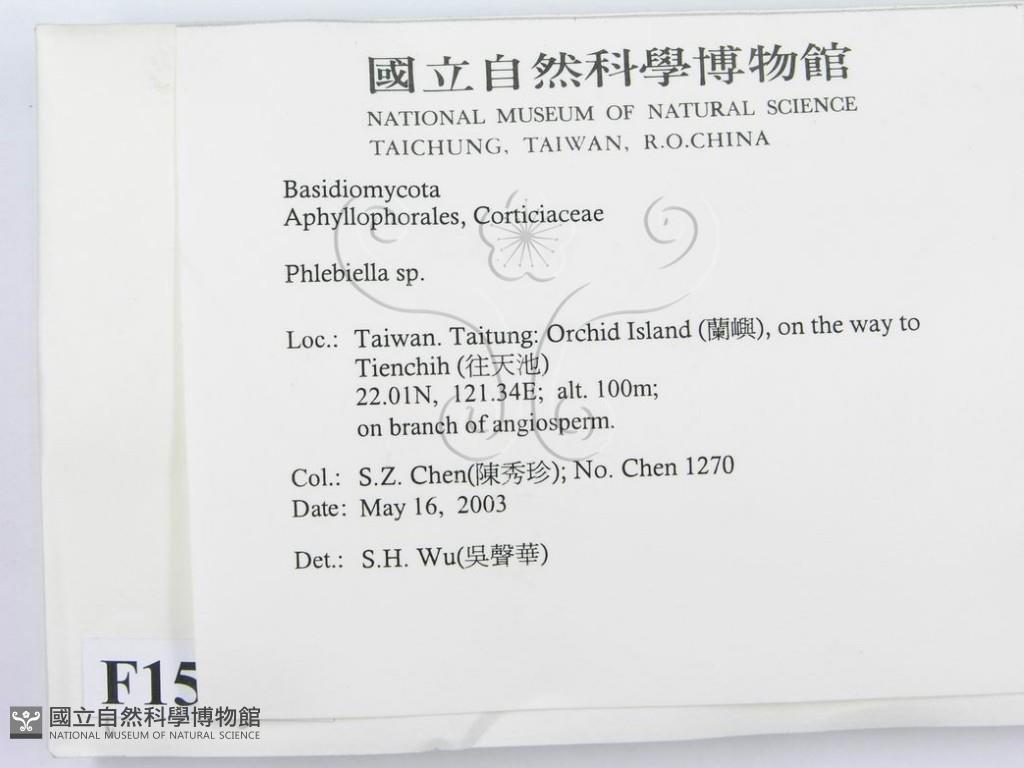 國立自然科學博物館
NATIONAL MUSEUM OF NATURAL SCIENCE
TAICHUNG, TAIWAN, R.O.CHINA
Basidiomycota
Aphyllophorales, Corticiaceae
Phlebiella sp.
Loc.: Taiwan. Taitung: Orchid Island (蘭嶼), on the way to
Tienchih (往天池)
22.01N, 121.34E; alt. 100m;
on branch of angiosperm.
Col.: S.Z. Chen(陳秀珍); No. Chen 1270
Date: May 16, 2003
Det.: S.H. Wu(吳聲華)
F15
國立自然科學博物館
NATIONAL MUSEUM OF NATURAL SCIENCE